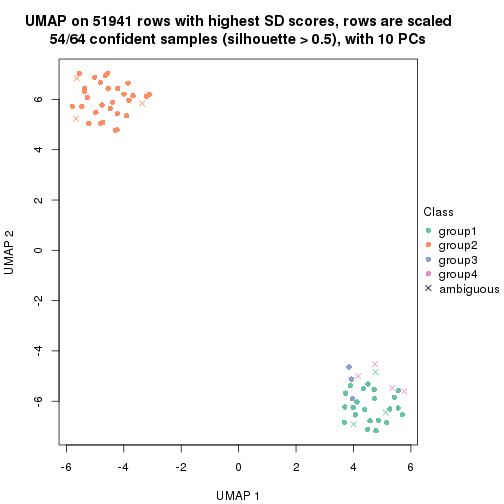 UMAP on 51941 rows with highest SD scores, rows are scaled
54/64 confident samples (silhouette > 0.5), with 10 PCs
UMAP 2
6
4
2
0
-2
-4
-6
-6
-4
-2
0
2
4
6
UMAP 1
Class
group1
group2
group3
group4
ambiguous